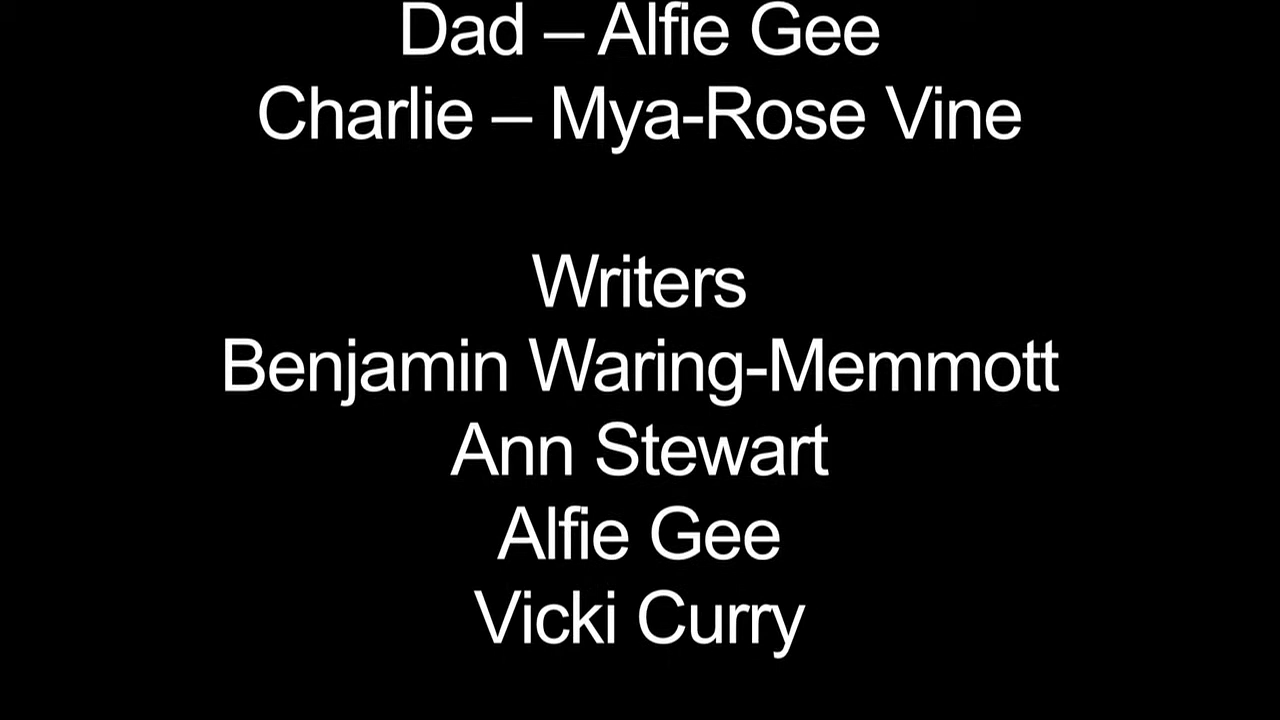 Dad – Alfie Gee
Charlie – Mya-Rose Vine
Writers
Benjamin Waring-Memmott
Ann Stewart
Alfie Gee
Vicki Curry